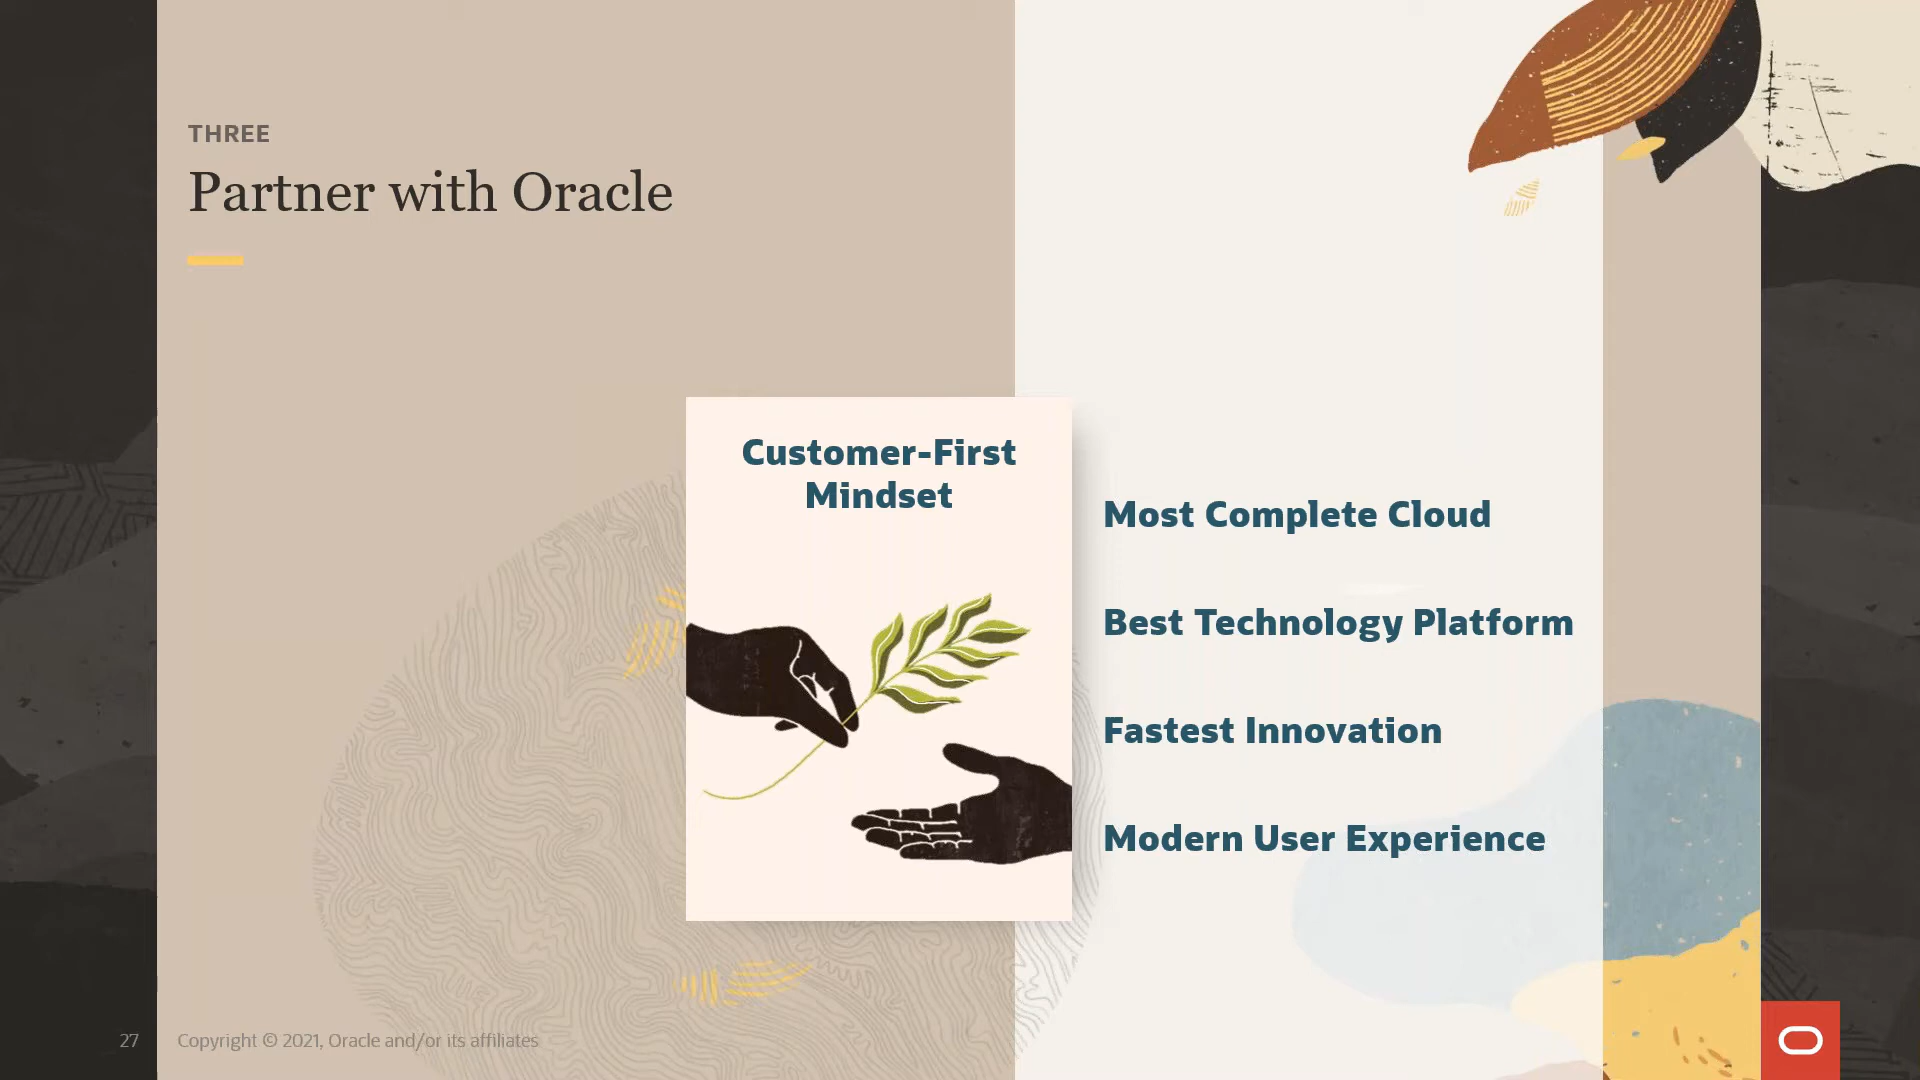 THREE
Partner with Oracle
Customer-First
Mindset
Most Complete Cloud
Best Technology Platform
Fastest Innovation
Modern User Experience
27
Copyright © 2021, Oracle and/or its affiliates